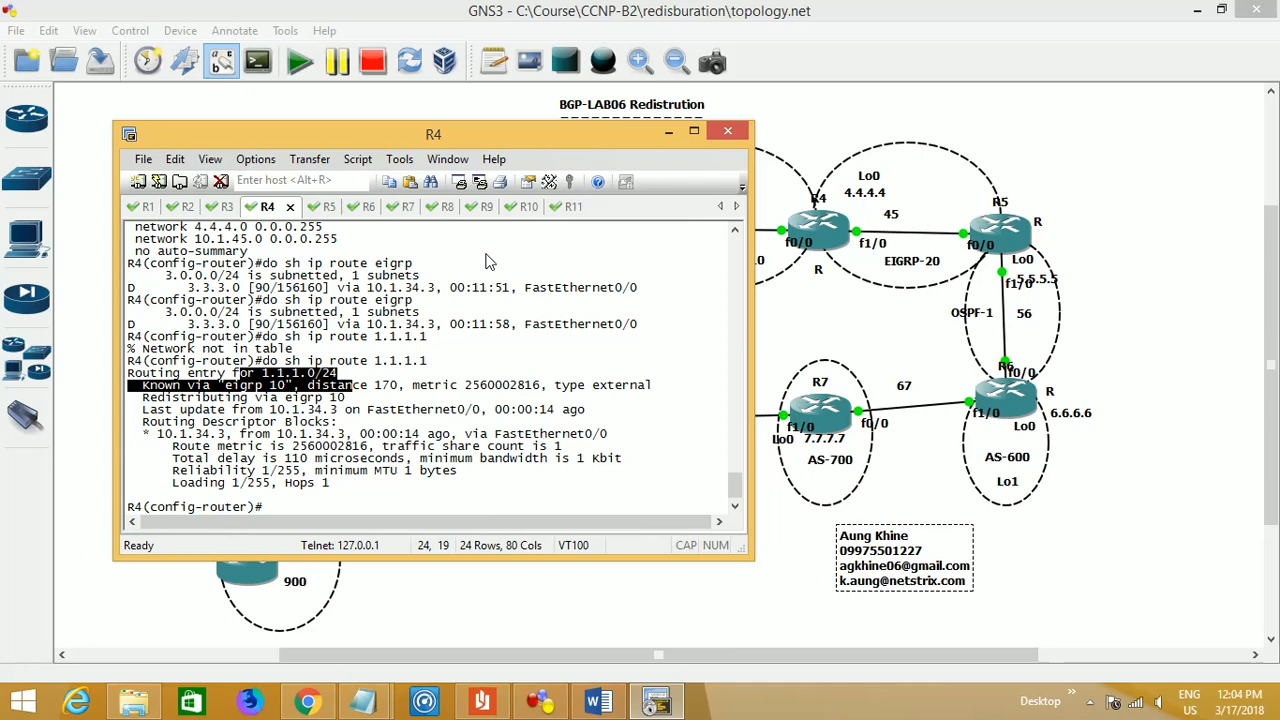 GNS3 - C:\Course\CCNP-B2\redisburation\topology.net
File Edit View Control Device Annotate Tools Help
BGP-LAB06 Redistrution
R4
File Edit View Options Transfer Script Tools Window Help
Enter host <Alt+R>
R1 R2 R3 R4 R5 R6 R7 R8 R9 R10 R11
network 4.4.4.0 0.0.0.255
network 10.1.45.0 0.0.0.255
no auto-summary
R4(config-router)#do sh ip route eigrp
3.0.0.0/24 is subnetted, 1 subnets
D 3.3.3.0 [90/156160] via 10.1.34.3, 00:11:51, FastEthernet0/0
R4(config-router)#do sh ip route eigrp
3.0.0.0/24 is subnetted, 1 subnets
D 3.3.3.0 [90/156160] via 10.1.34.3, 00:11:58, FastEthernet0/0
R4(config-router)#do sh ip route 1.1.1.1
% Network not in table
R4(config-router)#do sh ip route 1.1.1.1
Routing entry for 1.1.1.0/24
Known via "eigrp 10", distance 170, metric 2560002816, type external
Redistributing via eigrp 10
Last update from 10.1.34.3 on FastEthernet0/0, 00:00:14 ago
Routing Descriptor Blocks:
* 10.1.34.3, from 10.1.34.3, 00:00:14 ago, via FastEthernet0/0
Route metric is 2560002816, traffic share count is 1
Total delay is 110 microseconds, minimum bandwidth is 1 Kbit
Reliability 1/255, minimum MTU 1 bytes
Loading 1/255, Hops 1
R4(config-router)#
Ready Telnet: 127.0.0.1 24, 19 24 Rows, 80 Cols VT100 CAP NUM
Lo0
4.4.4.4
R4
f0/0
f1/0
R
45
EIGRP-20
R5
R
f0/0
Lo0
5.5.5.5
f1/0
OSPF-1
56
0
R6
f0/0
R
f1/0
6.6.6.6
Lo0
AS-600
Lo1
67
R7
f1/0
f0/0
Lo0
7.7.7.7
AS-700
900
Aung Khine
09975501227
agkhine06@gmail.com
k.aung@netstrix.com
Desktop
ENG
US
12:04 PM
3/17/2018